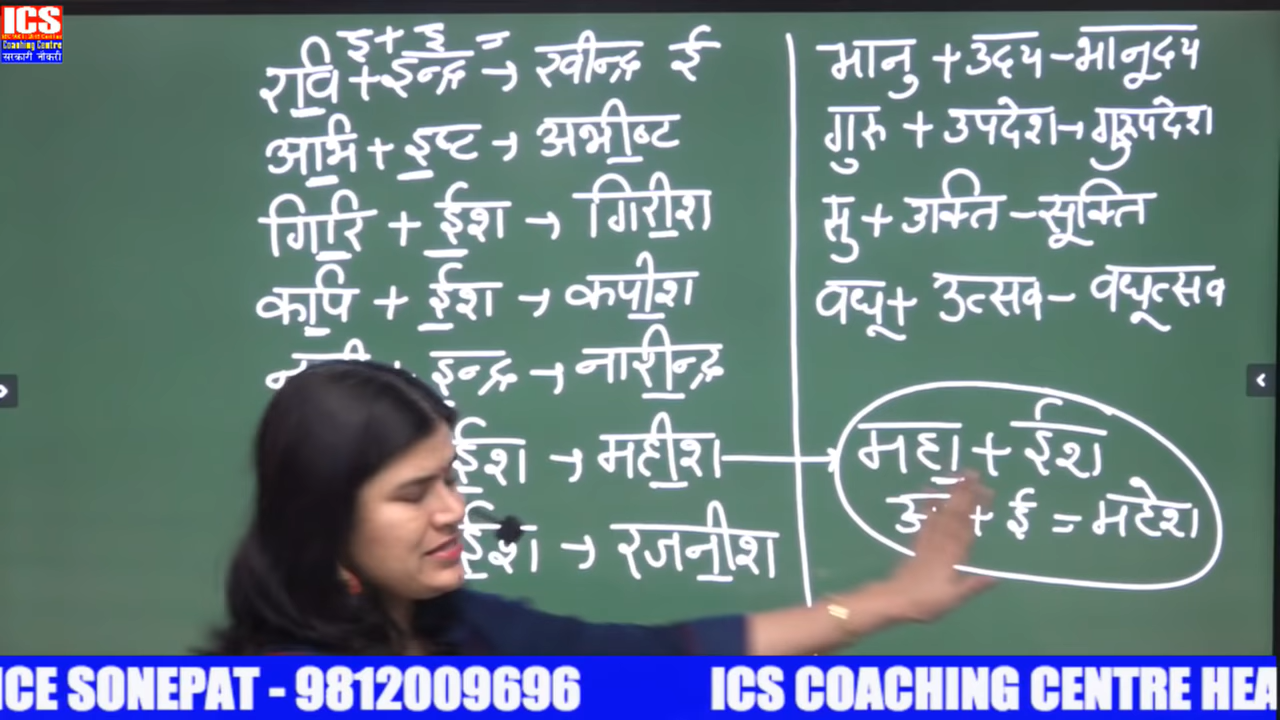 ICS
Coaching Centre
सरकारी नौकरी
इ + ई =
रवि + इन्द्र → रवीन्द्र ई
अभि + इष्ट → अभीष्ट
गिरि + ईश → गिरीश
कपि + ईश → कपीश
+ इन्द्र → नारीन्द्र
ईश → महीश
ईश → रजनीश
भानु + उदय – भानूदय
गुरु + उपदेश → गुरुपदेश
सु + उक्ति – सूक्ति
वधू + उत्सव – वधूत्सव
महा + ईश
+ ई = महेश
ICE SONEPAT - 9812009696 ICS COACHING CENTRE HEA